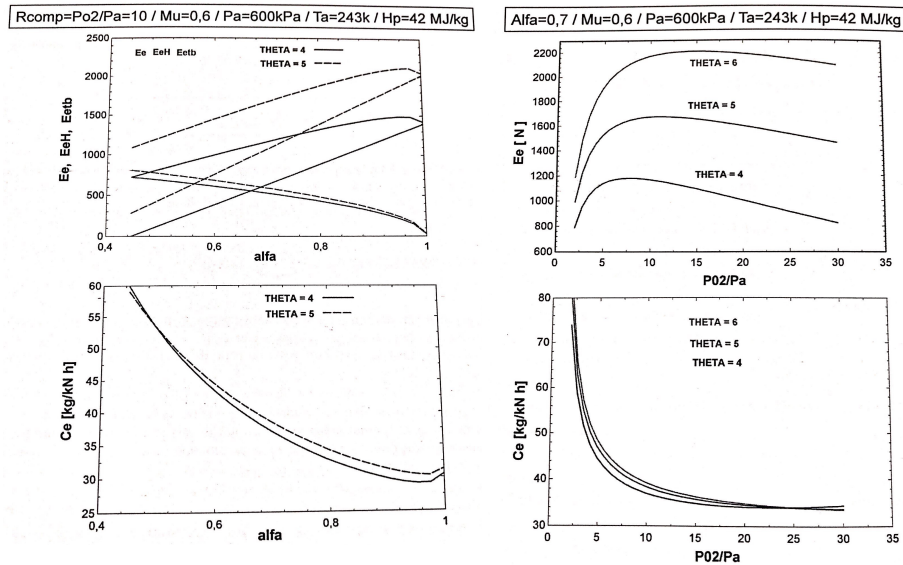 Rcomp=Po2/Pa=10 / Mu=0,6 / Pa=600kPa / Ta=243k / Hp=42 MJ/kg
2500
2000
1500
1000
500
0
Ee, EeH, Eetb
Ee EeH Eetb
THETA = 4
THETA = 5
0,4
0,6
0,8
1
alfa
60
55
50
45
40
35
30
25
Ce [kg/kN h]
THETA = 4
THETA = 5
0,4
0,6
0,8
1
alfa
Alfa=0,7 / Mu=0,6 / Pa=600kPa / Ta=243k / Hp=42 MJ/kg
2200
2000
1800
1600
1400
1200
1000
800
600
Ee [ N ]
THETA = 6
THETA = 5
THETA = 4
0
5
10
15
20
25
30
35
P02/Pa
80
70
60
50
40
30
Ce [kg/kN h]
THETA = 6
THETA = 5
THETA = 4
0
5
10
15
20
25
30
35
P02/Pa